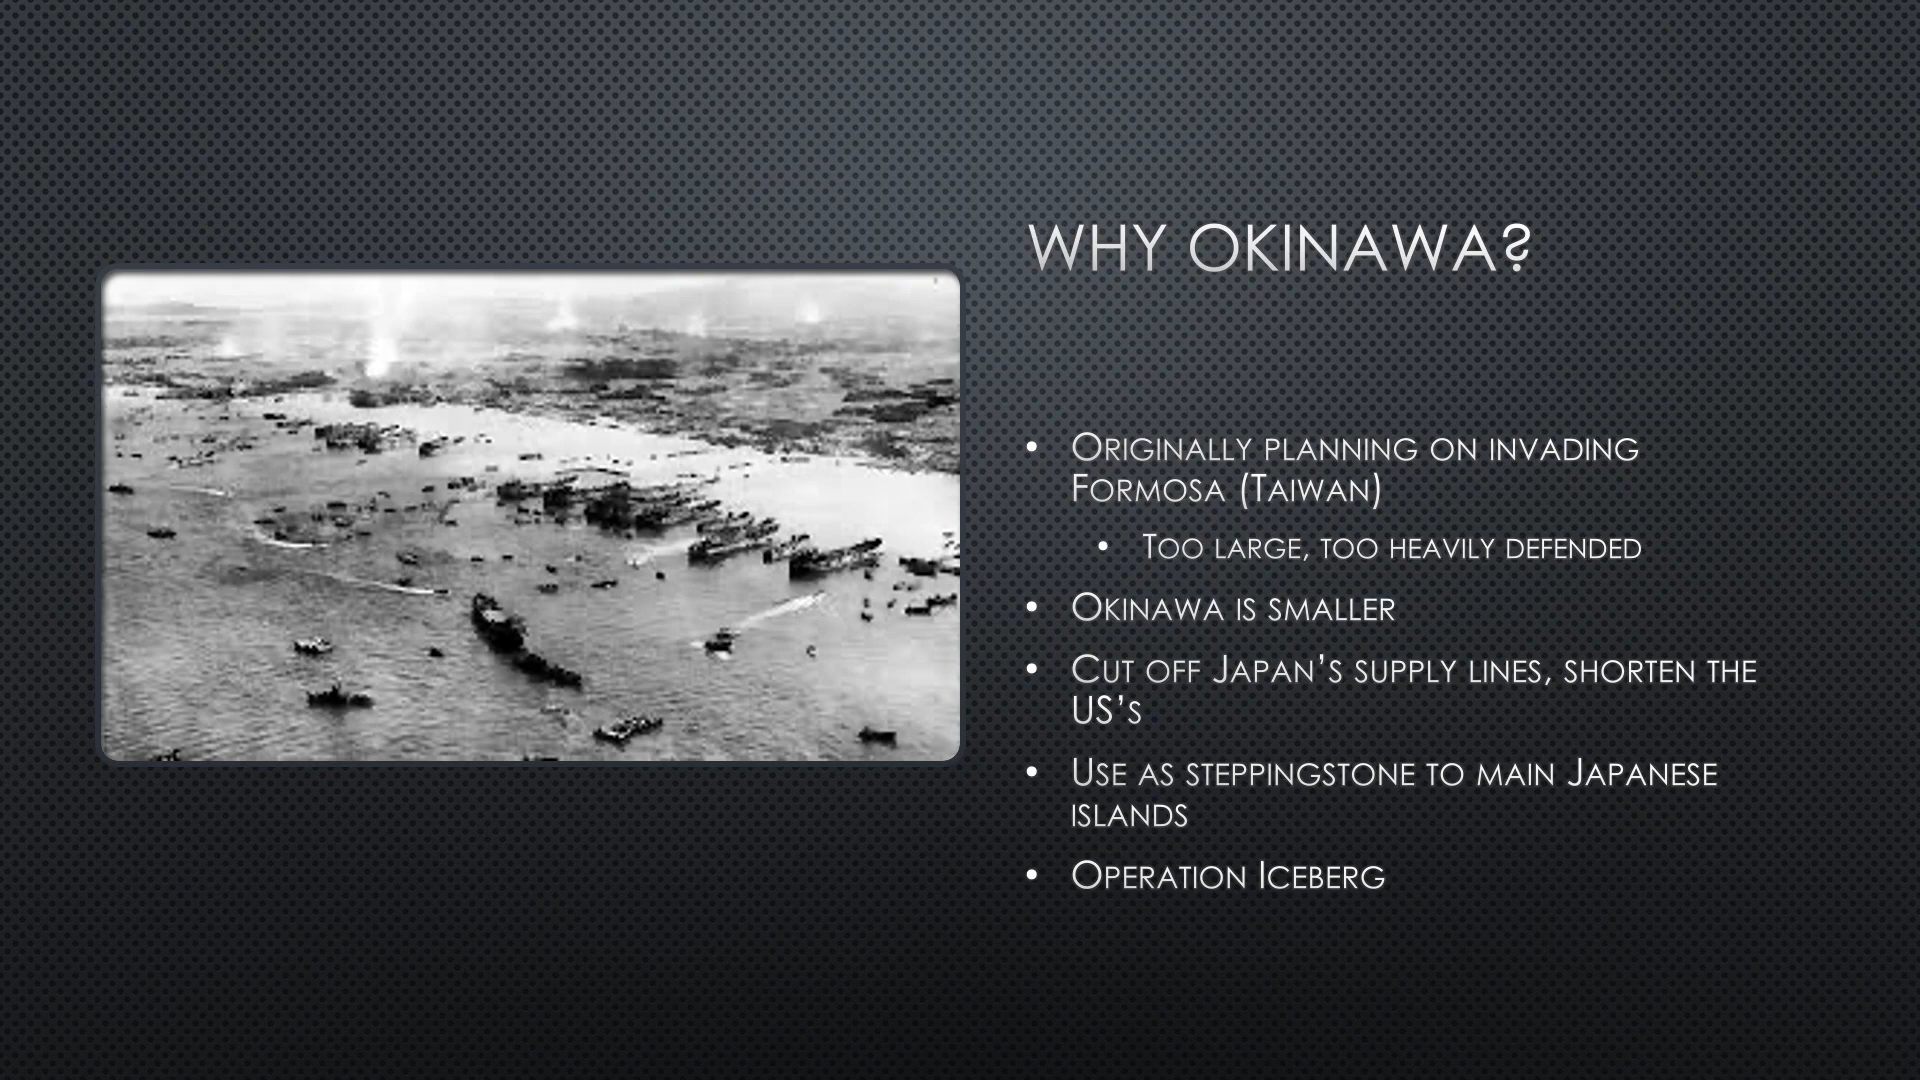 WHY OKINAWA?
• ORIGINALLY PLANNING ON INVADING
FORMOSA (TAIWAN)
• TOO LARGE, TOO HEAVILY DEFENDED
• OKINAWA IS SMALLER
• CUT OFF JAPAN’S SUPPLY LINES, SHORTEN THE
US’S
• USE AS STEPPINGSTONE TO MAIN JAPANESE
ISLANDS
• OPERATION ICEBERG